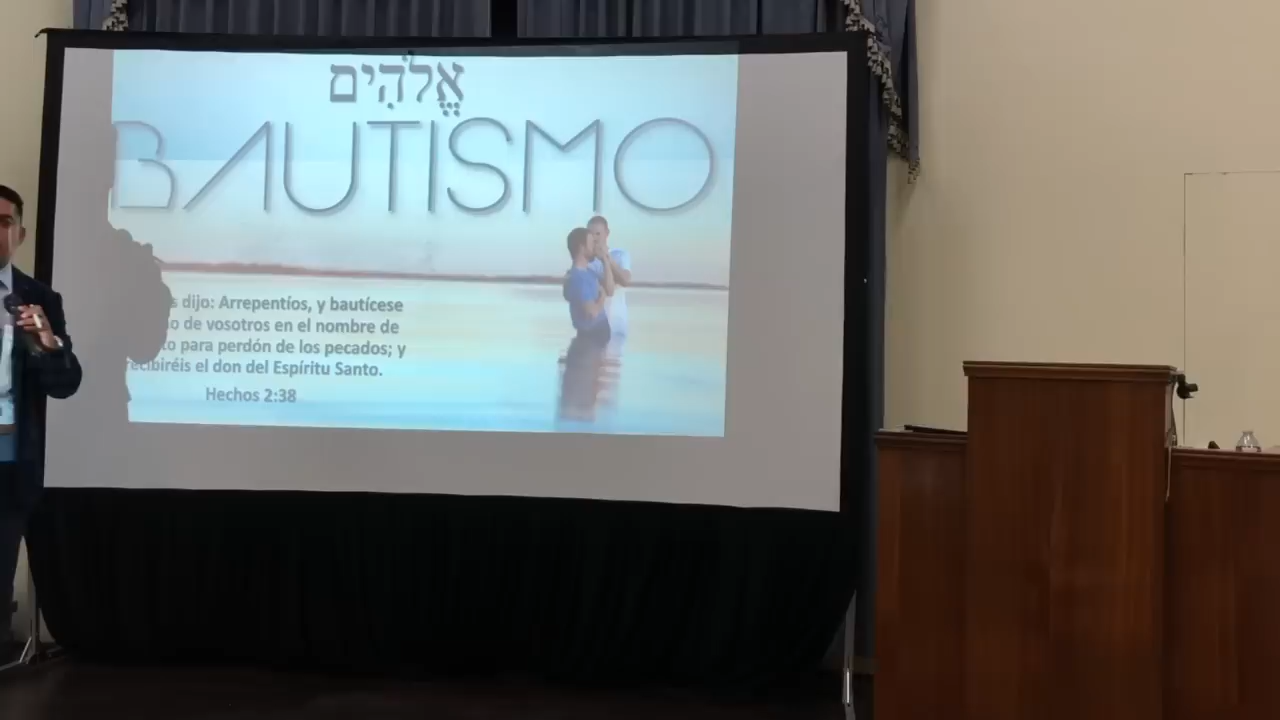 אֱלֹהִים
BAUTISMO
dijo: Arrepentíos, y bautícese
de vosotros en el nombre de
para perdón de los pecados; y
recibiréis el don del Espíritu Santo.
Hechos 2:38